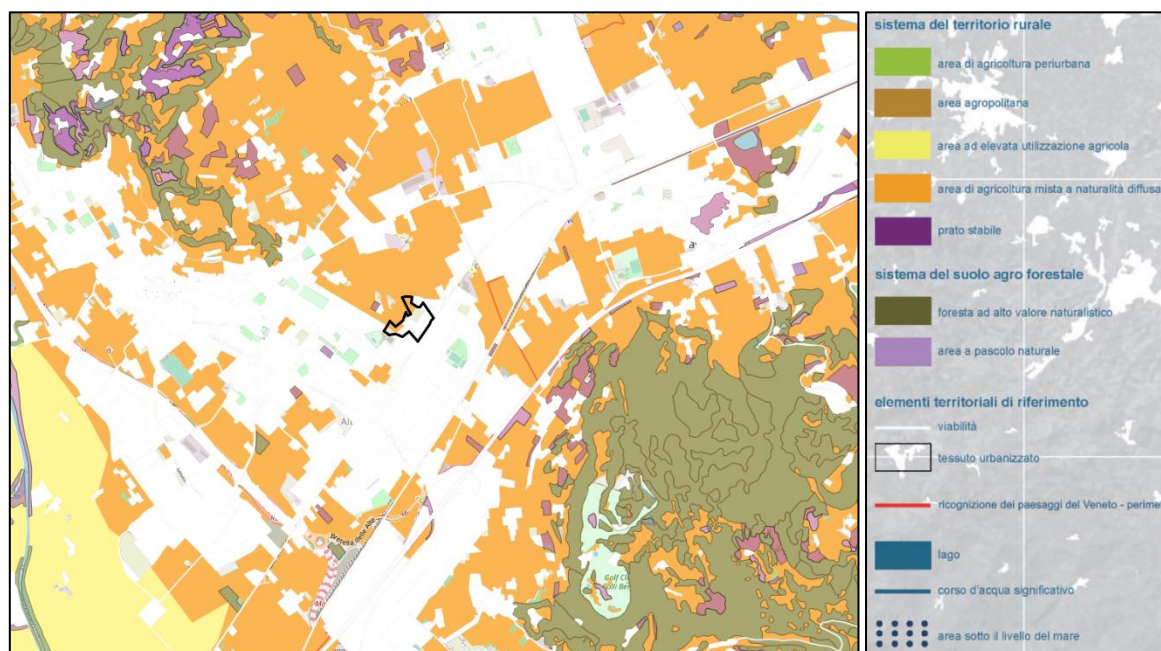 sistema del territorio rurale
area di agricoltura periurbana
area agropolitana
area ad elevata utilizzazione agricola
area di agricoltura mista a naturalità diffusa
prato stabile
sistema del suolo agro forestale
foresta ad alto valore naturalistico
area a pascolo naturale
elementi territoriali di riferimento
viabilità
tessuto urbanizzato
ricognizione dei paesaggi del Veneto - perime
lago
corso d'acqua significativo
area sotto il livello del mare
Golf Cl